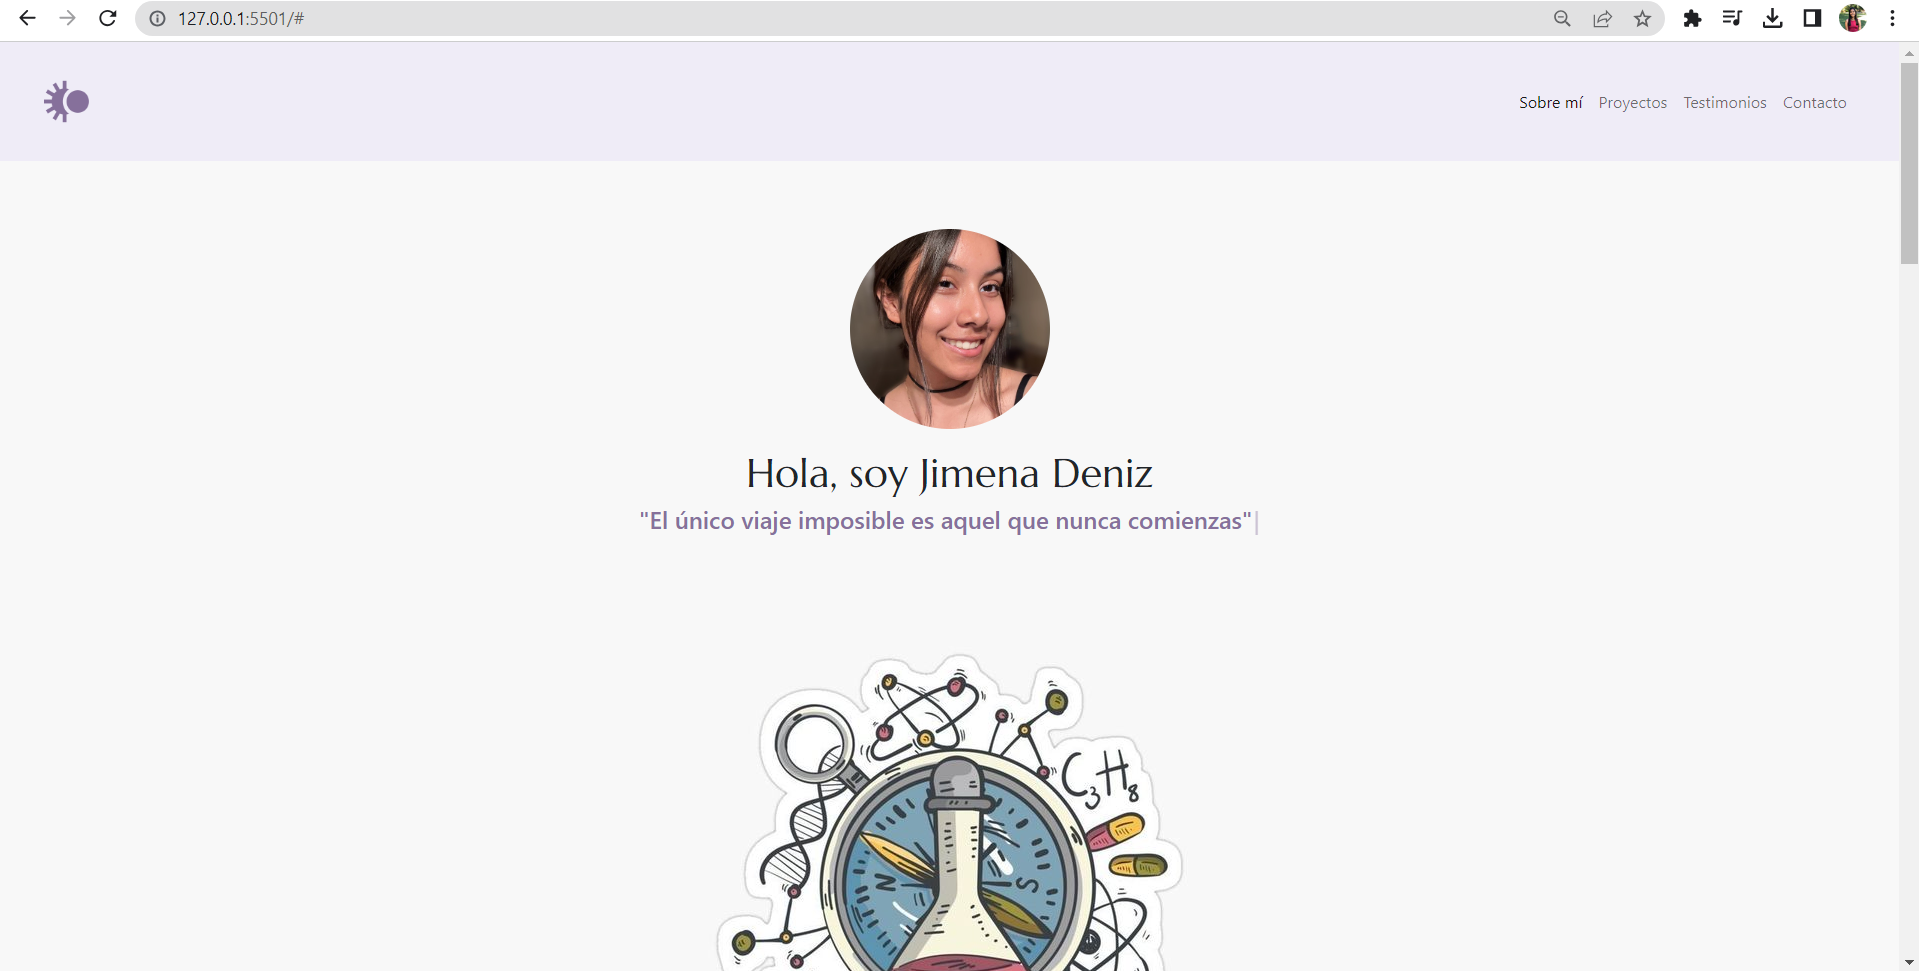 127.0.0.1:5501/#
Sobre mí Proyectos Testimonios Contacto
Hola, soy Jimena Deniz
"El único viaje imposible es aquel que nunca comienzas"|
C3H8
N S